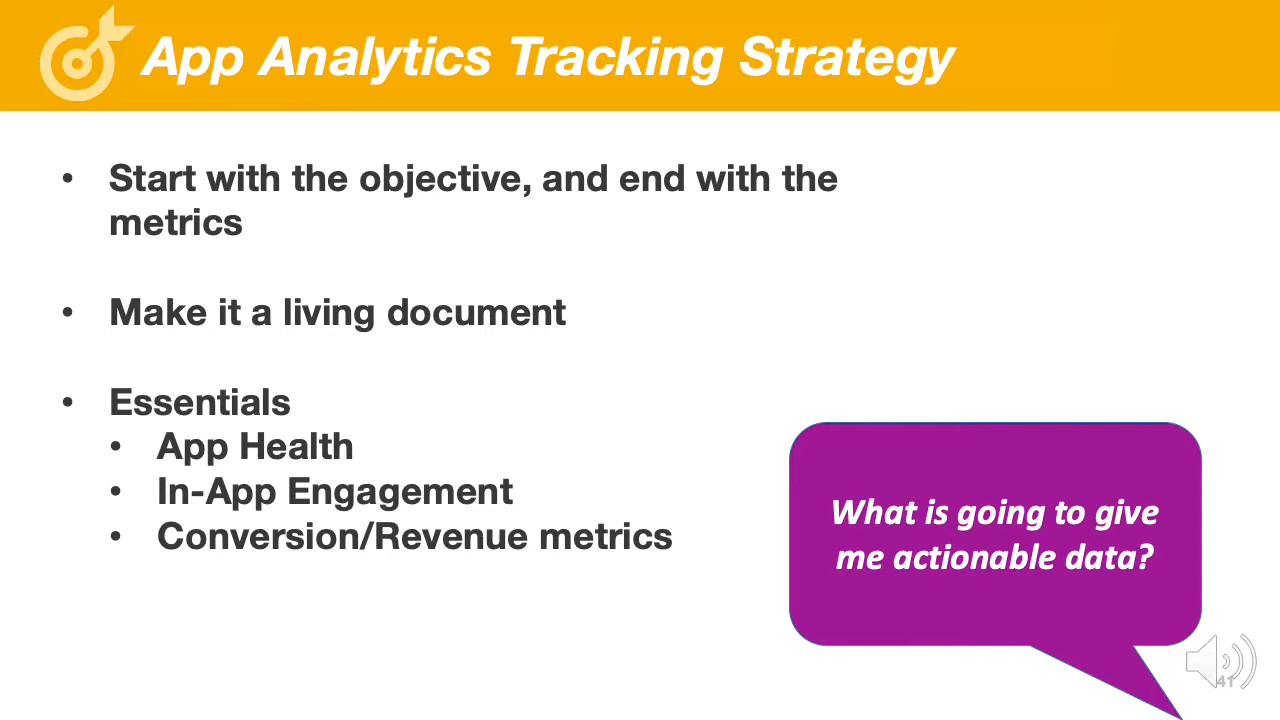 App Analytics Tracking Strategy
• Start with the objective, and end with the
metrics
• Make it a living document
• Essentials
• App Health
• In-App Engagement
• Conversion/Revenue metrics
What is going to give
me actionable data?
41